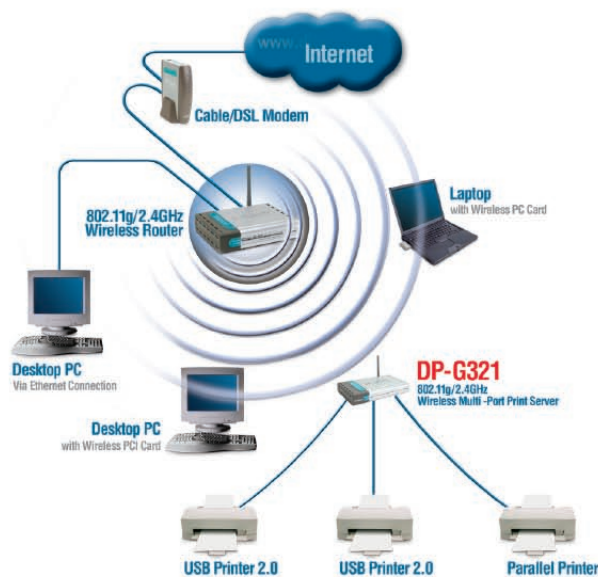 www. Internet
Cable/DSL Modem
802.11g/2.4GHz
Wireless Router
Laptop
with Wireless PC Card
Desktop PC
Via Ethernet Connection
DP-G321
802.11g/2.4GHz
Wireless Multi -Port Print Server
Desktop PC
with Wireless PCI Card
USB Printer 2.0
USB Printer 2.0
Parallel Printer